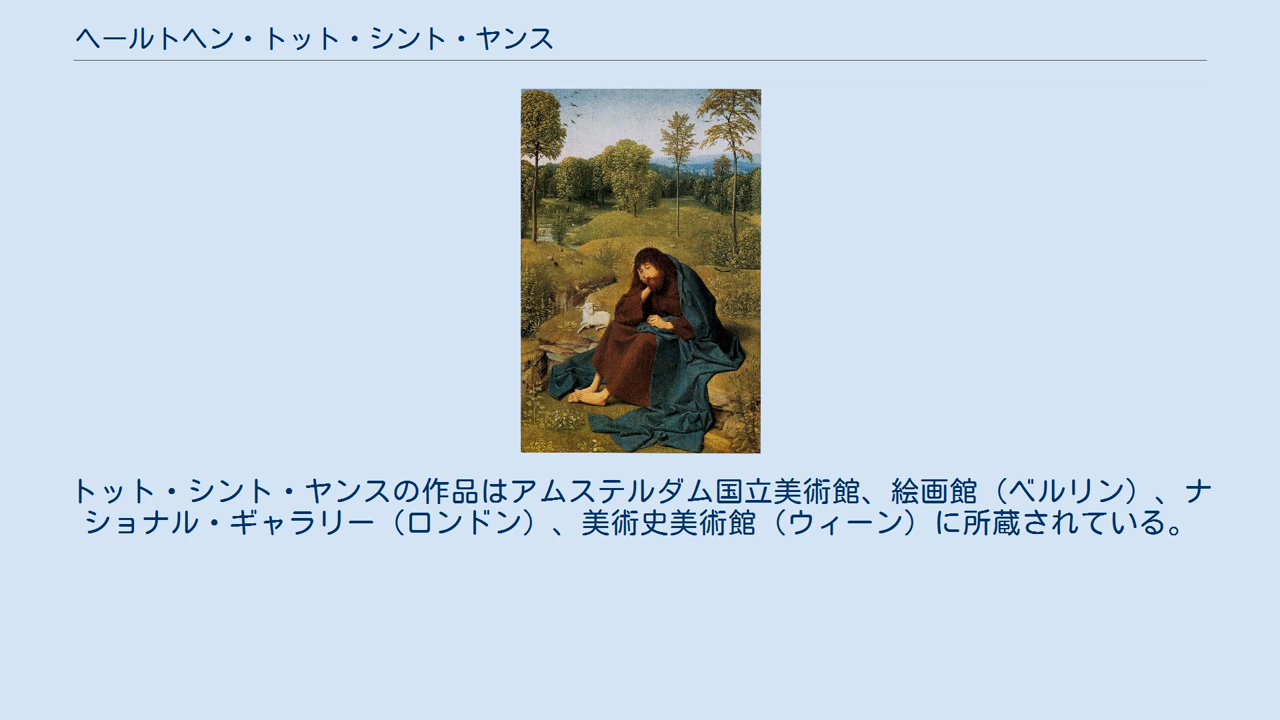 ヘールトヘン・トット・シント・ヤンス
トット・シント・ヤンスの作品はアムステルダム国立美術館、絵画館（ベルリン）、ナ
ショナル・ギャラリー（ロンドン）、美術史美術館（ウィーン）に所蔵されている。